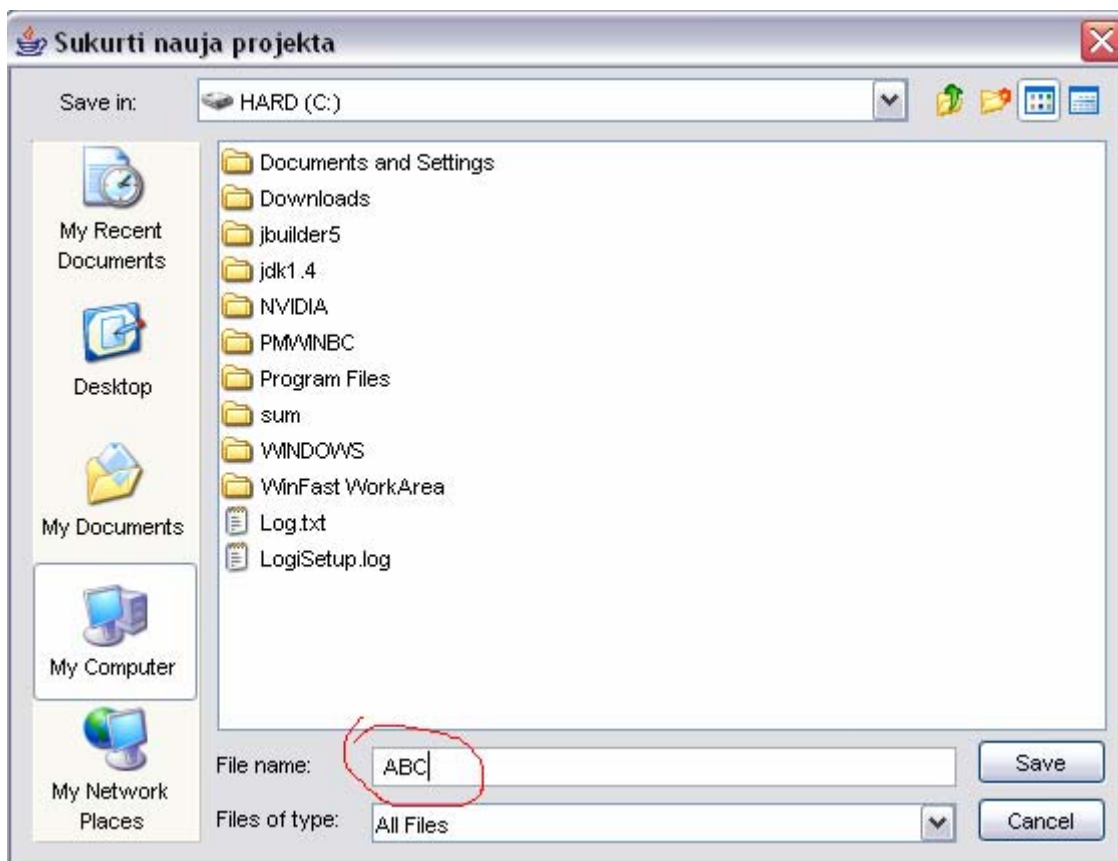 Sukurti nauja projekta
Save in:
HARD (C:)
My Recent
Documents
Desktop
My Documents
My Computer
My Network
Places
Documents and Settings
Downloads
jbuilder5
jdk1.4
NVIDIA
PMWINBC
Program Files
sum
WINDOWS
WinFast WorkArea
Log.txt
LogiSetup.log
File name:
ABC
Save
Files of type:
All Files
Cancel